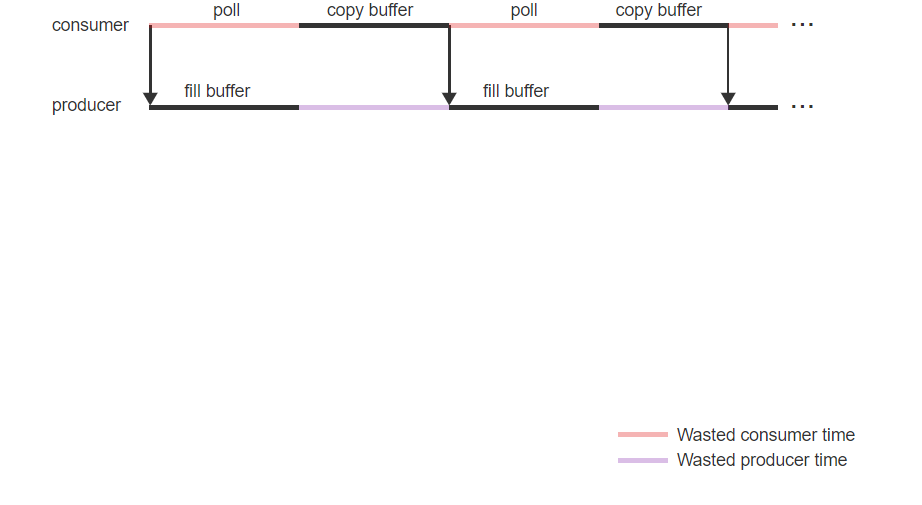 poll copy buffer poll copy buffer
consumer ...
fill buffer fill buffer
producer ...
Wasted consumer time
Wasted producer time